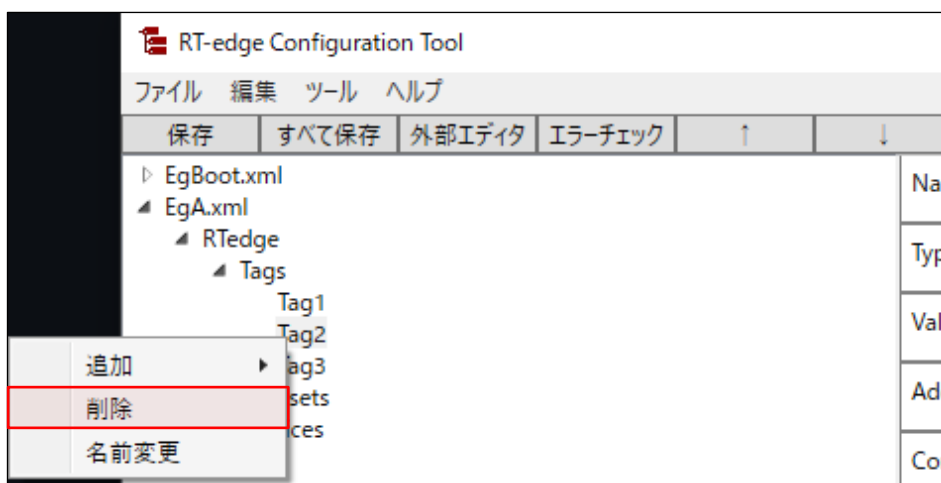 RT-edge Configuration Tool
ファイル 編集 ツール ヘルプ
保存 すべて保存 外部エディタ エラーチェック ↑ ↓
EgBoot.xml
EgA.xml
RTedge
Tags
Tag1
Tag2
ag3
sets
ces
追加
削除
名前変更
Na
Typ
Val
Ad
Co